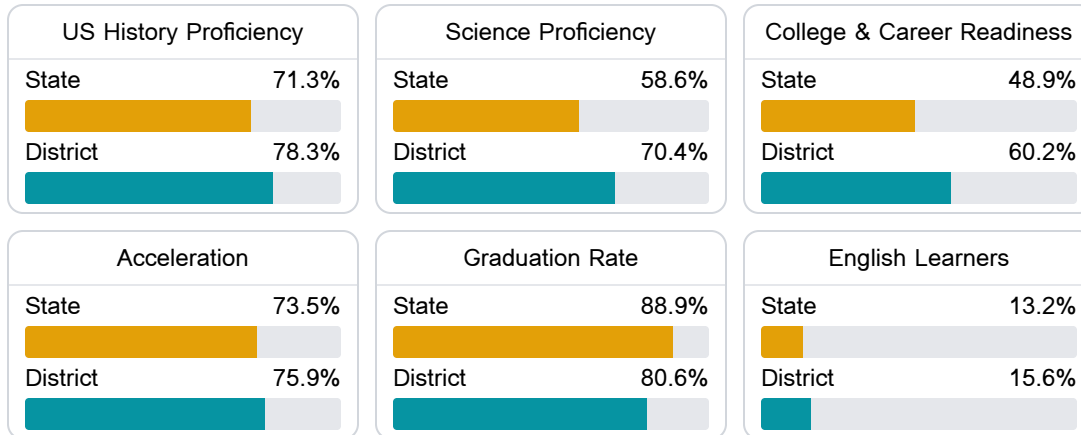 US History Proficiency
State 71.3%
District 78.3%
Science Proficiency
State 58.6%
District 70.4%
College & Career Readiness
State 48.9%
District 60.2%
Acceleration
State 73.5%
District 75.9%
Graduation Rate
State 88.9%
District 80.6%
English Learners
State 13.2%
District 15.6%